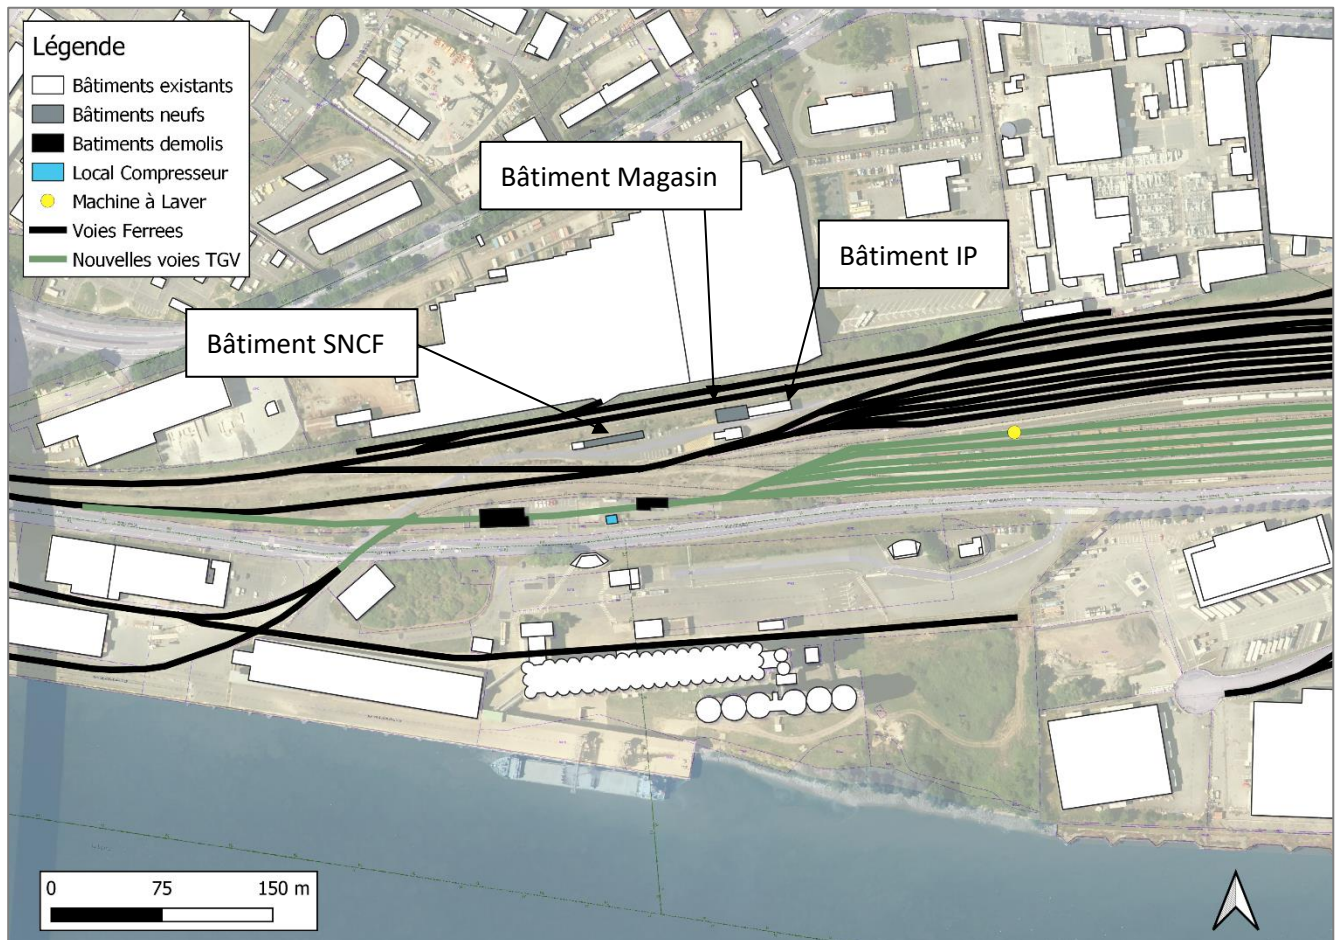 Légende
Bâtiments existants
Bâtiments neufs
Batiments demolis
Local Compresseur
Machine à Laver
Voies Ferrees
Nouvelles voies TGV
Bâtiment Magasin
Bâtiment IP
Bâtiment SNCF
0 75 150 m